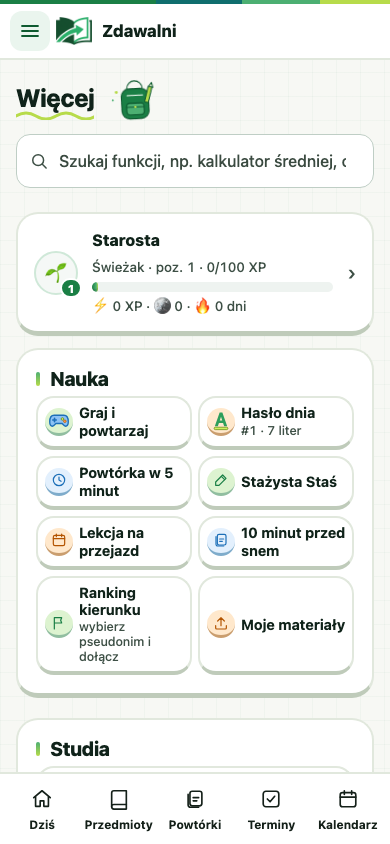 Zdawalni
Więcej
Szukaj funkcji, np. kalkulator średniej,
Starosta
Świeżak · poz. 1 · 0/100 XP
1
⚡ 0 XP · 🌑 0 · 🔥 0 dni
Nauka
Graj i
powtarzaj
Hasło dnia
#1 · 7 liter
Powtórka w 5
minut
Stażysta Staś
Lekcja na
przejazd
10 minut przed
snem
Ranking
kierunku
wybierz
pseudonim i
dołącz
Moje materiały
Studia
Dziś
Przedmioty
Powtórki
Terminy
Kalendarz